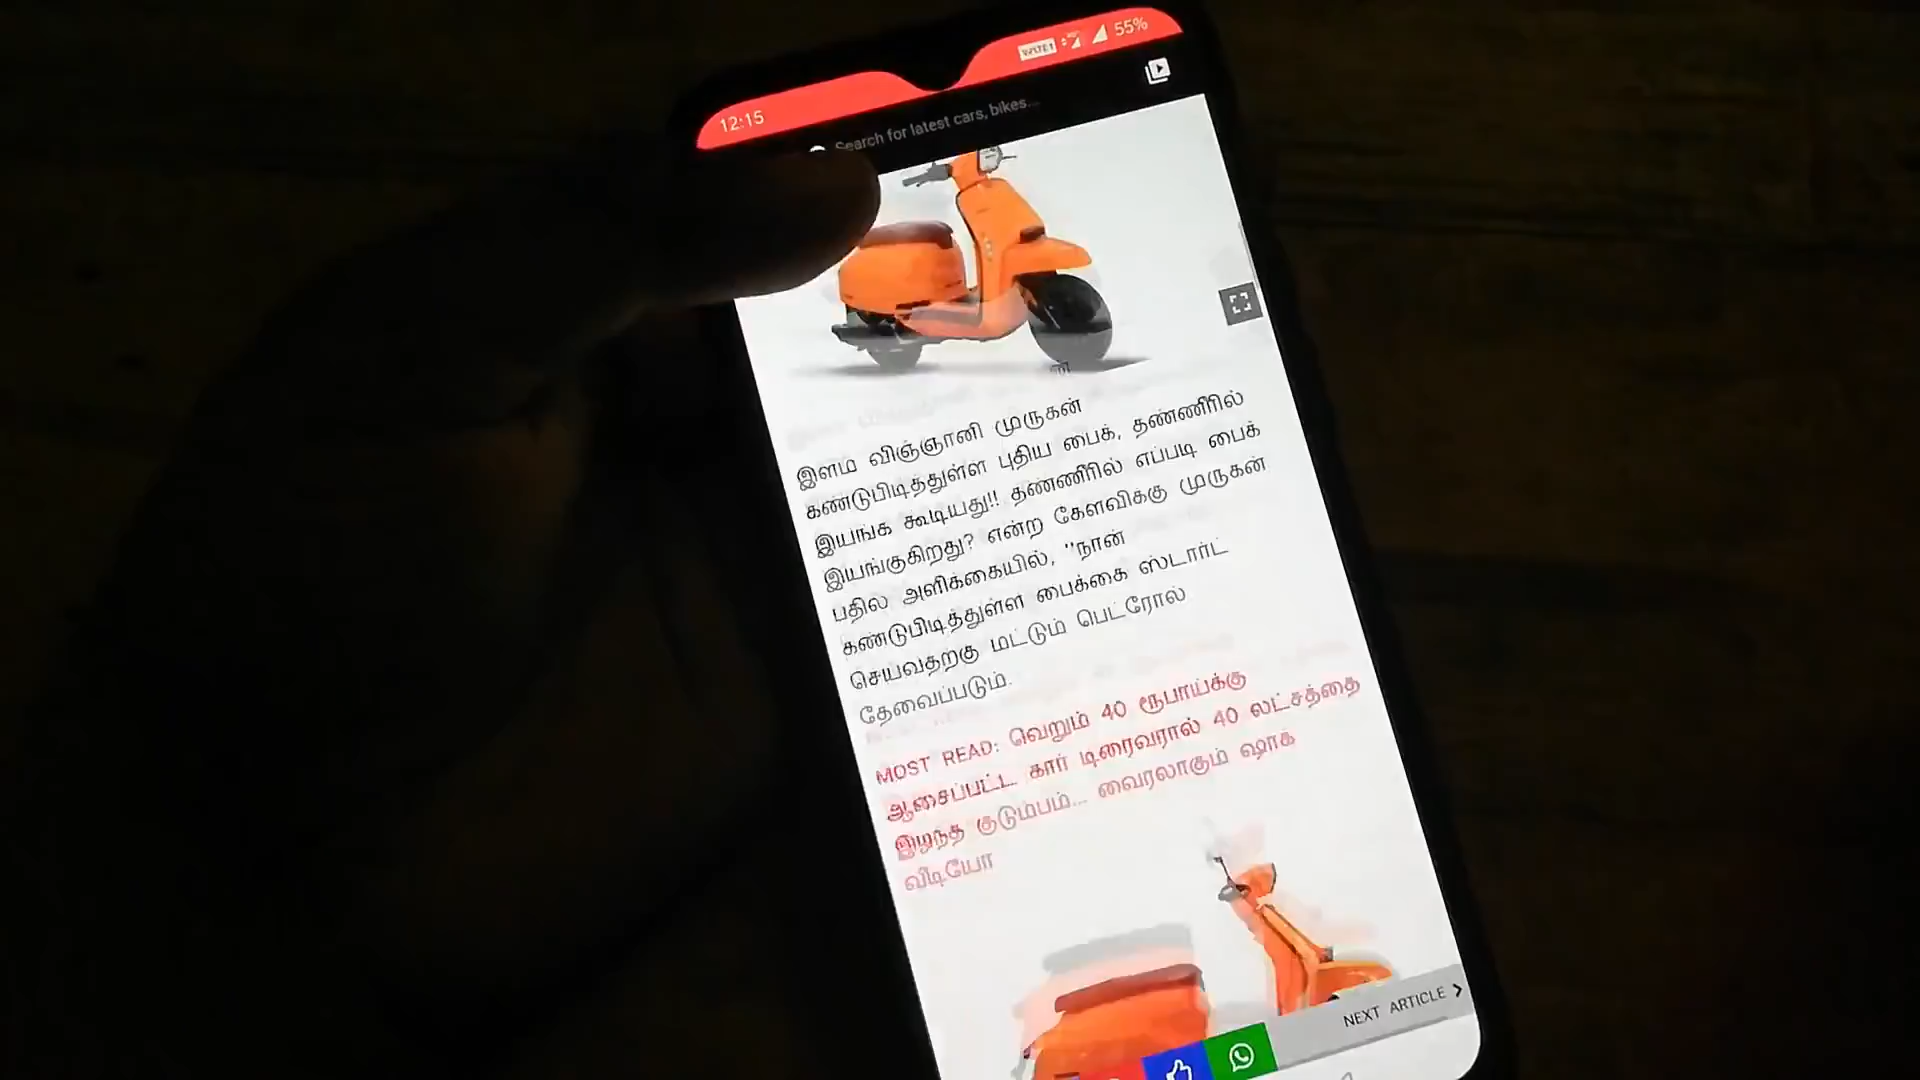 12:15
VoLTE1
55%
Search for latest cars, bikes...
இளம் விஞ்ஞானி முருகன்
கண்டுபிடித்துள்ள புதிய பைக், தண்ணீரில்
இயங்க கூடியது!! தண்ணீரில் எப்படி பைக்
இயங்குகிறது? என்ற கேள்விக்கு முருகன்
பதில் அளிக்கையில், "நான்
கண்டுபிடித்துள்ள பைக்கை ஸ்டார்ட்
செய்வதற்கு மட்டும் பெட்ரோல்
தேவைப்படும்.
MOST READ: வெறும் 40 ரூபாய்க்கு
ஆசைப்பட்ட கார் டிரைவரால் 40 லட்சத்தை
இழந்த குடும்பம்... வைரலாகும் ஷாக்
வீடியோ
NEXT ARTICLE